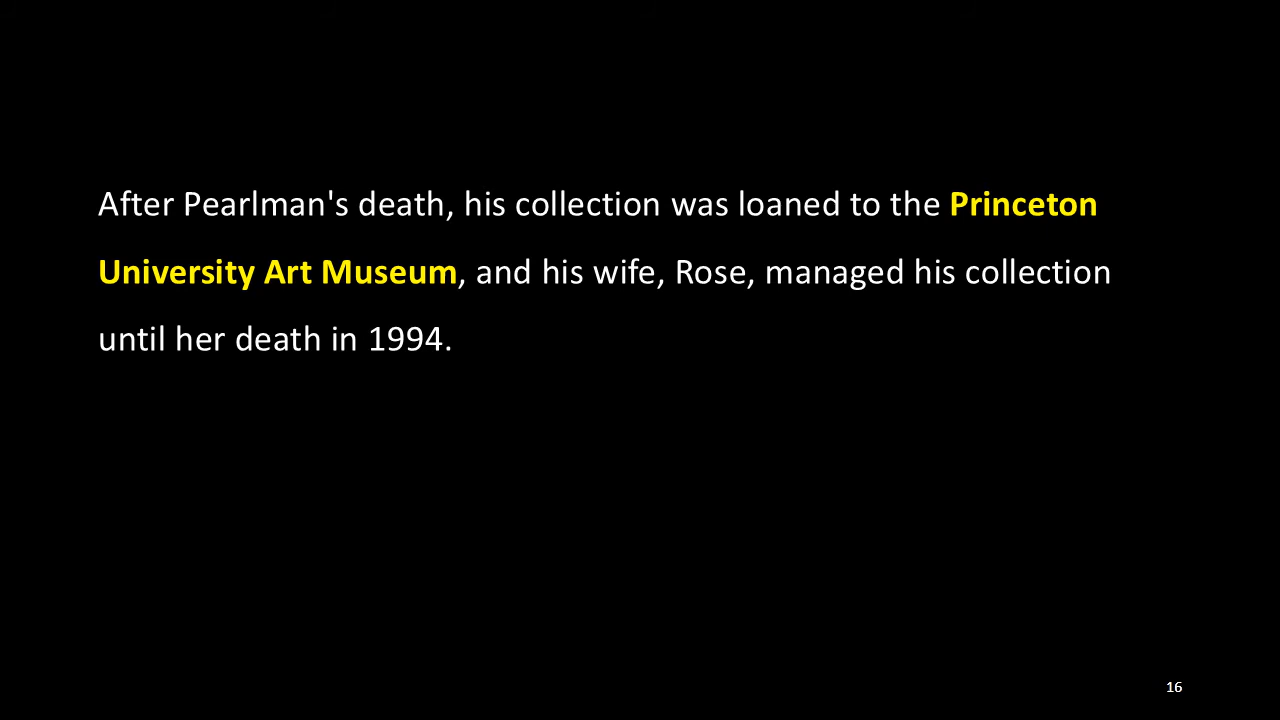 After Pearlman's death, his collection was loaned to the Princeton
University Art Museum, and his wife, Rose, managed his collection
until her death in 1994.
16